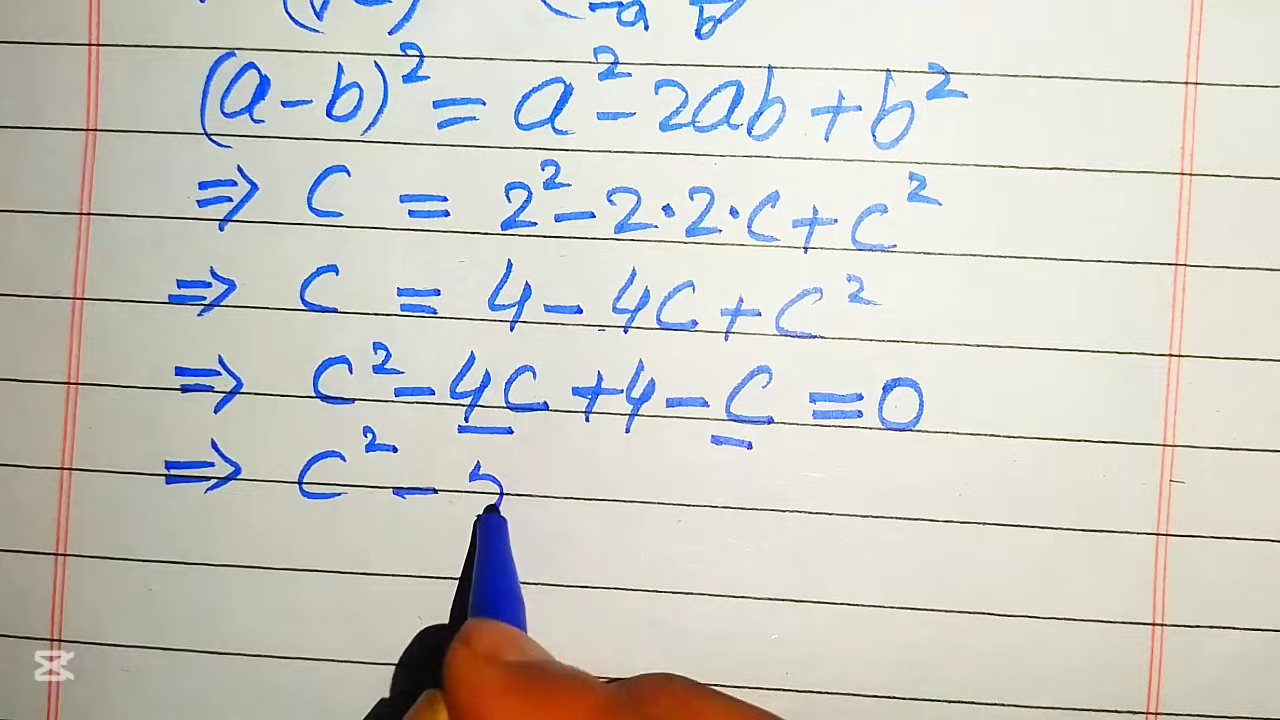 (a-b)² = a² - 2ab + b²
⇒ C = 2² - 2·2·C + C²
⇒ C = 4 - 4C + C²
⇒ C² - 4C + 4 - C = 0
⇒ C² - 5